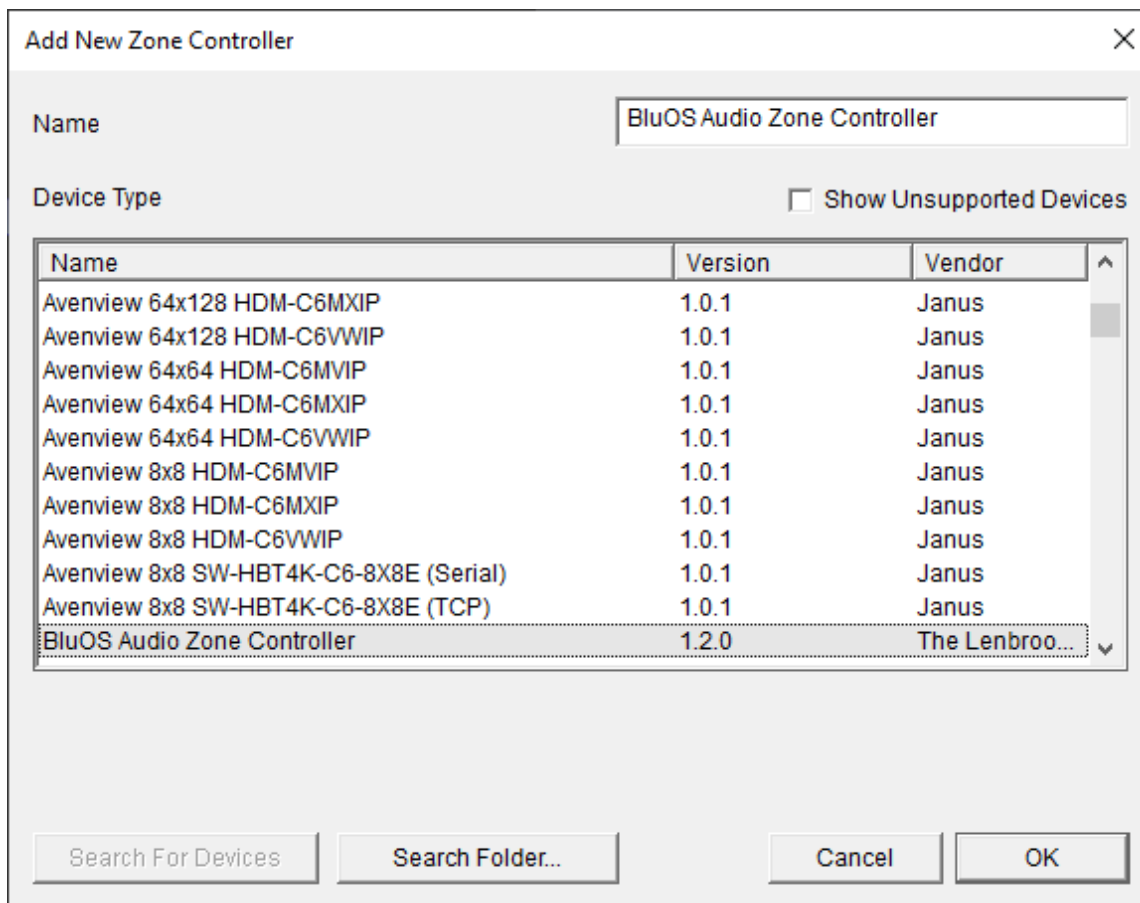 Add New Zone Controller
Name BluOS Audio Zone Controller
Device Type Show Unsupported Devices
Name Version Vendor
Avenview 64x128 HDM-C6MXIP 1.0.1 Janus
Avenview 64x128 HDM-C6VWIP 1.0.1 Janus
Avenview 64x64 HDM-C6MVIP 1.0.1 Janus
Avenview 64x64 HDM-C6MXIP 1.0.1 Janus
Avenview 64x64 HDM-C6VWIP 1.0.1 Janus
Avenview 8x8 HDM-C6MVIP 1.0.1 Janus
Avenview 8x8 HDM-C6MXIP 1.0.1 Janus
Avenview 8x8 HDM-C6VWIP 1.0.1 Janus
Avenview 8x8 SW-HBT4K-C6-8X8E (Serial) 1.0.1 Janus
Avenview 8x8 SW-HBT4K-C6-8X8E (TCP) 1.0.1 Janus
BluOS Audio Zone Controller 1.2.0 The Lenbroo...
Search For Devices Search Folder... Cancel OK